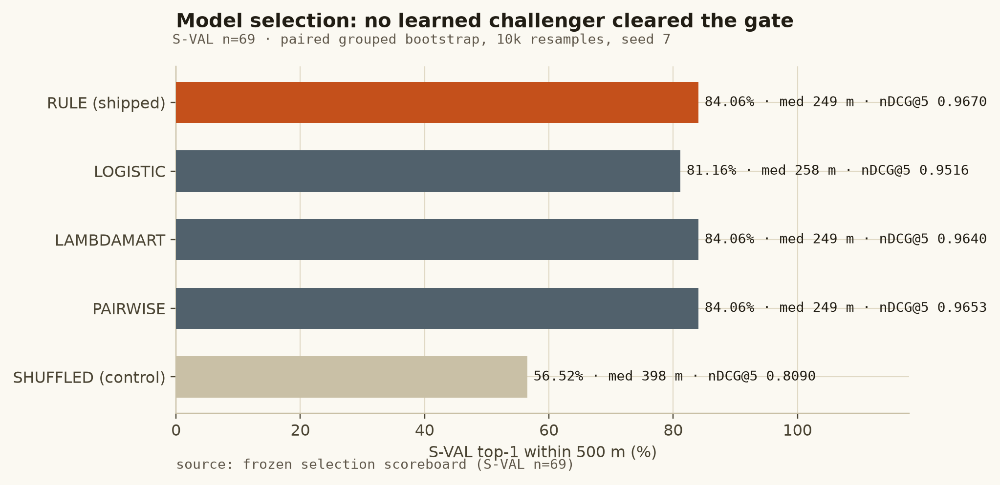 Model selection: no learned challenger cleared the gate
S-VAL n=69 · paired grouped bootstrap, 10k resamples, seed 7
RULE (shipped)
84.06% · med 249 m · nDCG@5 0.9670
LOGISTIC
81.16% · med 258 m · nDCG@5 0.9516
LAMBDAMART
84.06% · med 249 m · nDCG@5 0.9640
PAIRWISE
84.06% · med 249 m · nDCG@5 0.9653
SHUFFLED (control)
56.52% · med 398 m · nDCG@5 0.8090
0 20 40 60 80 100
S-VAL top-1 within 500 m (%)
source: frozen selection scoreboard (S-VAL n=69)